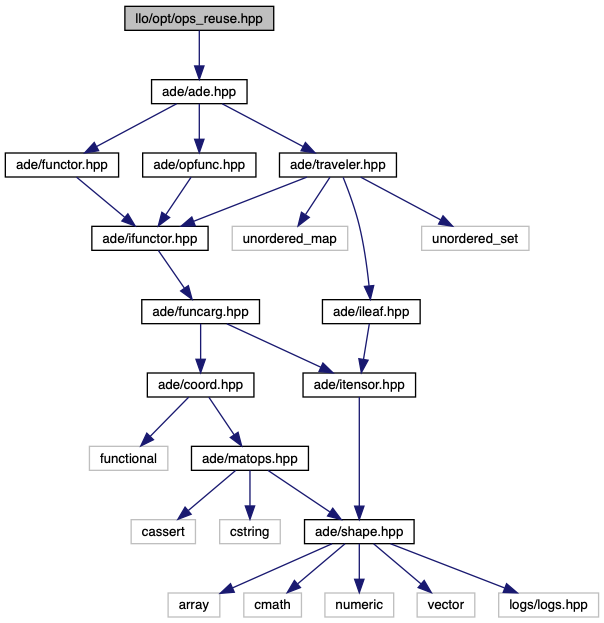 llo/opt/ops_reuse.hpp
ade/ade.hpp
ade/functor.hpp
ade/opfunc.hpp
ade/traveler.hpp
ade/ifunctor.hpp
unordered_map
unordered_set
ade/funcarg.hpp
ade/ileaf.hpp
ade/coord.hpp
ade/itensor.hpp
functional
ade/matops.hpp
cassert
cstring
ade/shape.hpp
array
cmath
numeric
vector
logs/logs.hpp